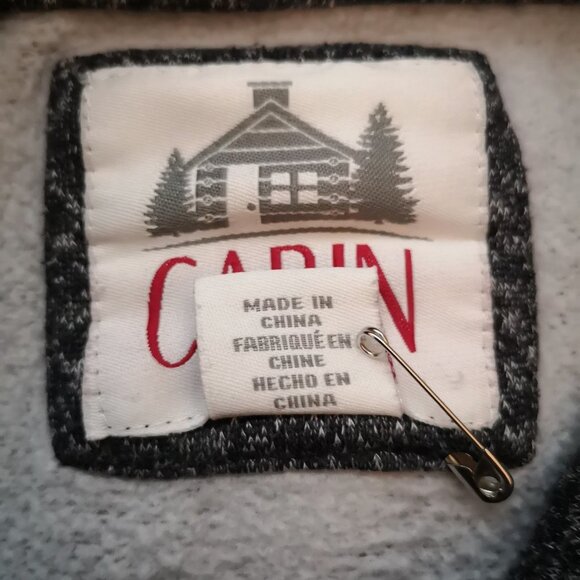 CABIN
MADE IN
CHINA
FABRIQUÉ EN
CHINE
HECHO EN
CHINA